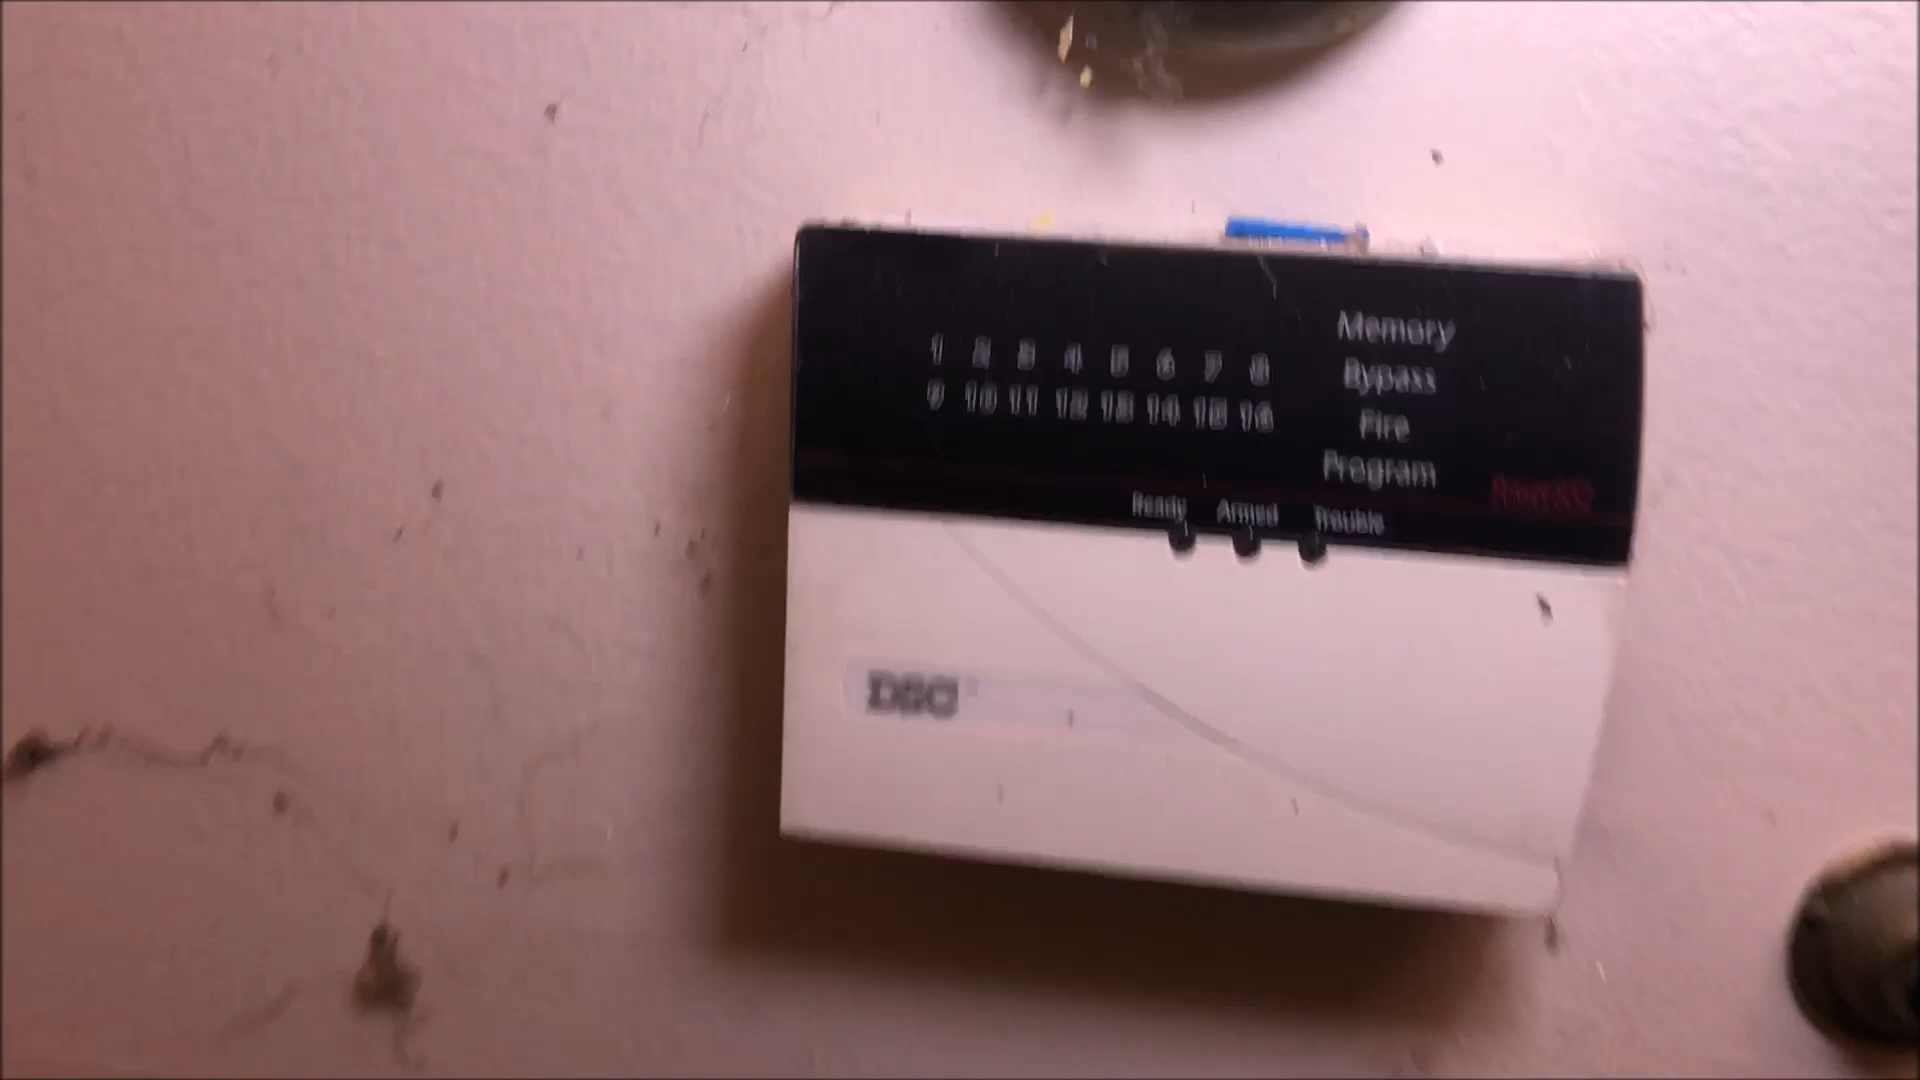 1 2 3 4 5 6 7 8
9 10 11 12 13 14 15 16
Memory
Bypass
Fire
Program
Ready Armed Trouble
DSC